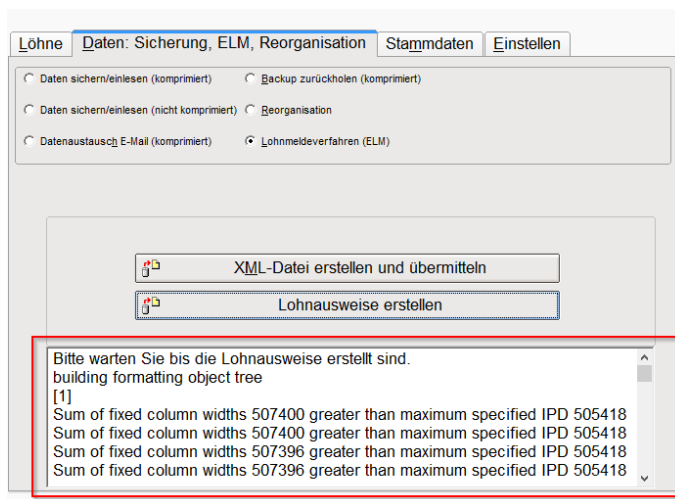 Löhne
Daten: Sicherung, ELM, Reorganisation
Stammdaten
Einstellen
Daten sichern/einlesen (komprimiert)
Backup zurückholen (komprimiert)
Daten sichern/einlesen (nicht komprimiert)
Reorganisation
Datenaustausch E-Mail (komprimiert)
Lohnmeldeverfahren (ELM)
XML-Datei erstellen und übermitteln
Lohnausweise erstellen
Bitte warten Sie bis die Lohnausweise erstellt sind.
building formatting object tree
[1]
Sum of fixed column widths 507400 greater than maximum specified IPD 505418
Sum of fixed column widths 507400 greater than maximum specified IPD 505418
Sum of fixed column widths 507396 greater than maximum specified IPD 505418
Sum of fixed column widths 507396 greater than maximum specified IPD 505418